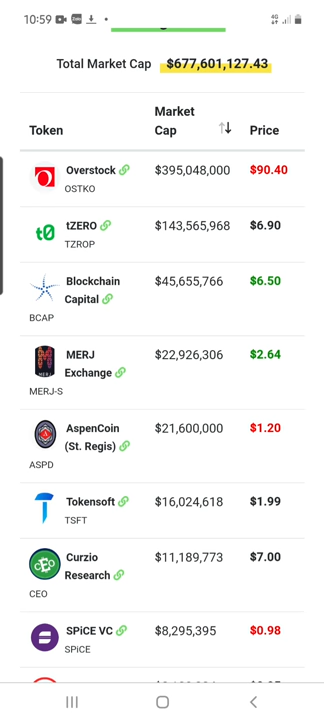 10:59
4G
Total Market Cap $677,601,127.43
Token Market Cap Price
Overstock $395,048,000 $90.40
OSTKO
t0 tZERO $143,565,968 $6.90
TZROP
Blockchain Capital $45,655,766 $6.50
BCAP
MERJ Exchange $22,926,306 $2.64
MERJ-S
AspenCoin (St. Regis) $21,600,000 $1.20
ASPD
Tokensoft $16,024,618 $1.99
TSFT
CEO Curzio Research $11,189,773 $7.00
CEO
SPiCE VC $8,295,395 $0.98
SPiCE